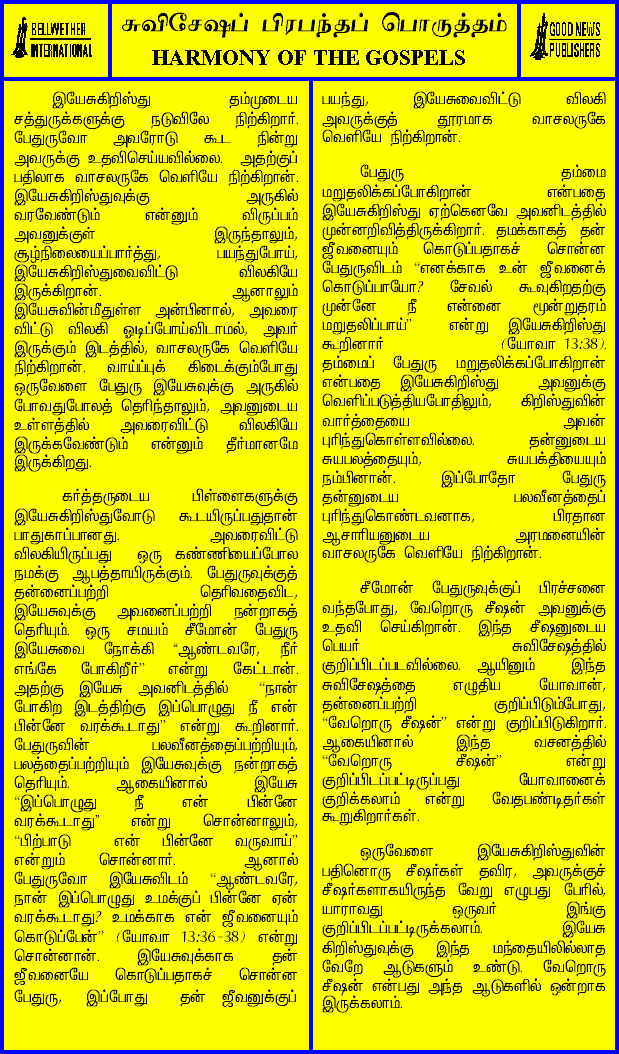 BELLWETHER
INTERNATIONAL
சுவிசேஷப் பிரபந்தப் பொருத்தம்
HARMONY OF THE GOSPELS
GOOD NEWS
PUBLISHERS
இயேசுகிறிஸ்து தம்முடைய
சத்துருக்களுக்கு நடுவிலே நிற்கிறார்.
பேதுருவோ அவரோடு கூட நின்று
அவருக்கு உதவிசெய்யவில்லை. அதற்குப்
பதிலாக வாசலருகே வெளியே நிற்கிறான்.
இயேசுகிறிஸ்துவுக்கு அருகில்
வரவேண்டும் என்னும் விருப்பம்
அவனுக்குள் இருந்தாலும்,
சூழ்நிலையைப்பார்த்து, பயந்துபோய்,
இயேசுகிறிஸ்துவைவிட்டு விலகியே
இருக்கிறான். ஆனாலும்
இயேசுவின்மீதுள்ள அன்பினால், அவரை
விட்டு விலகி ஓடிப்போய்விடாமல், அவர்
இருக்கும் இடத்தில், வாசலருகே வெளியே
நிற்கிறான். வாய்ப்புக் கிடைக்கும்போது
ஒருவேளை பேதுரு இயேசுவுக்கு அருகில்
போவதுபோலத் தெரிந்தாலும், அவனுடைய
உள்ளத்தில் அவரைவிட்டு விலகியே
இருக்கவேண்டும் என்னும் தீர்மானமே
இருக்கிறது.
கர்த்தருடைய பிள்ளைகளுக்கு
இயேசுகிறிஸ்துவோடு கூடயிருப்பதுதான்
பாதுகாப்பானது. அவரைவிட்டு
விலகியிருப்பது ஒரு கண்ணியைப்போல
நமக்கு ஆபத்தாயிருக்கும். பேதுருவுக்குத்
தன்னைப்பற்றி தெரிவதைவிட,
இயேசுவுக்கு அவனைப்பற்றி நன்றாகத்
தெரியும். ஒரு சமயம் சீமோன் பேதுரு
இயேசுவை நோக்கி “ஆண்டவரே, நீர்
எங்கே போகிறீர்” என்று கேட்டான்.
அதற்கு இயேசு அவனிடத்தில் “நான்
போகிற இடத்திற்கு இப்பொழுது நீ என்
பின்னே வரக்கூடாது” என்று கூறினார்.
பேதுருவின் பலவீனத்தைப்பற்றியும்,
பலத்தைப்பற்றியும் இயேசுவுக்கு நன்றாகத்
தெரியும். ஆகையினால் இயேசு
“இப்பொழுது நீ என் பின்னே
வரக்கூடாது” என்று சொன்னாலும்,
“பிற்பாடு என் பின்னே வருவாய்”
என்றும் சொன்னார். ஆனால்
பேதுருவோ இயேசுவிடம் “ஆண்டவரே,
நான் இப்பொழுது உமக்குப் பின்னே ஏன்
வரக்கூடாது? உமக்காக என் ஜீவனையும்
கொடுப்பேன்” (யோவா 13:36-38) என்று
சொன்னான். இயேசுவுக்காக தன்
ஜீவனையே கொடுப்பதாகச் சொன்ன
பேதுரு, இப்போது தன் ஜீவனுக்குப்
பயந்து, இயேசுவைவிட்டு விலகி
அவருக்குத் தூரமாக வாசலருகே
வெளியே நிற்கிறான்.
பேதுரு தம்மை
மறுதலிக்கப்போகிறான் என்பதை
இயேசுகிறிஸ்து ஏற்கெனவே அவனிடத்தில்
முன்னறிவித்திருக்கிறார். தமக்காகத் தன்
ஜீவனையும் கொடுப்பதாகச் சொன்ன
பேதுருவிடம் “எனக்காக உன் ஜீவனைக்
கொடுப்பாயோ? சேவல் கூவுகிறதற்கு
முன்னே நீ என்னை மூன்றுதரம்
மறுதலிப்பாய்” என்று இயேசுகிறிஸ்து
கூறினார் (யோவா 13:38).
தம்மைப் பேதுரு மறுதலிக்கப்போகிறான்
என்பதை இயேசுகிறிஸ்து அவனுக்கு
வெளிப்படுத்தியபோதிலும், கிறிஸ்துவின்
வார்த்தையை அவன்
புரிந்துகொள்ளவில்லை. தன்னுடைய
சுயபலத்தையும், சுயபக்தியையும்
நம்பினான். இப்போதோ பேதுரு
தன்னுடைய பலவீனத்தைப்
புரிந்துகொண்டவனாக, பிரதான
ஆசாரியனுடைய அரமனையின்
வாசலருகே வெளியே நிற்கிறான்.
சீமோன் பேதுருவுக்குப் பிரச்சனை
வந்தபோது, வேறொரு சீஷன் அவனுக்கு
உதவி செய்கிறான். இந்த சீஷனுடைய
பெயர் சுவிசேஷத்தில்
குறிப்பிடப்படவில்லை. ஆயினும் இந்த
சுவிசேஷத்தை எழுதிய யோவான்,
தன்னைப்பற்றி குறிப்பிடும்போது,
“வேறொரு சீஷன்” என்று குறிப்பிடுகிறார்.
ஆகையினால் இந்த வசனத்தில்
“வேறொரு சீஷன்” என்று
குறிப்பிடப்பட்டிருப்பது யோவானைக்
குறிக்கலாம் என்று வேதபண்டிதர்கள்
கூறுகிறார்கள்.
ஒருவேளை இயேசுகிறிஸ்துவின்
பதினொரு சீஷர்கள் தவிர, அவருக்குச்
சீஷர்களாகயிருந்த வேறு எழுபது பேரில்,
யாராவது ஒருவர் இங்கு
குறிப்பிடப்பட்டிருக்கலாம். இயேசு
கிறிஸ்துவுக்கு இந்த மந்தையிலில்லாத
வேறே ஆடுகளும் உண்டு. வேறொரு
சீஷன் என்பது அந்த ஆடுகளில் ஒன்றாக
இருக்கலாம்.